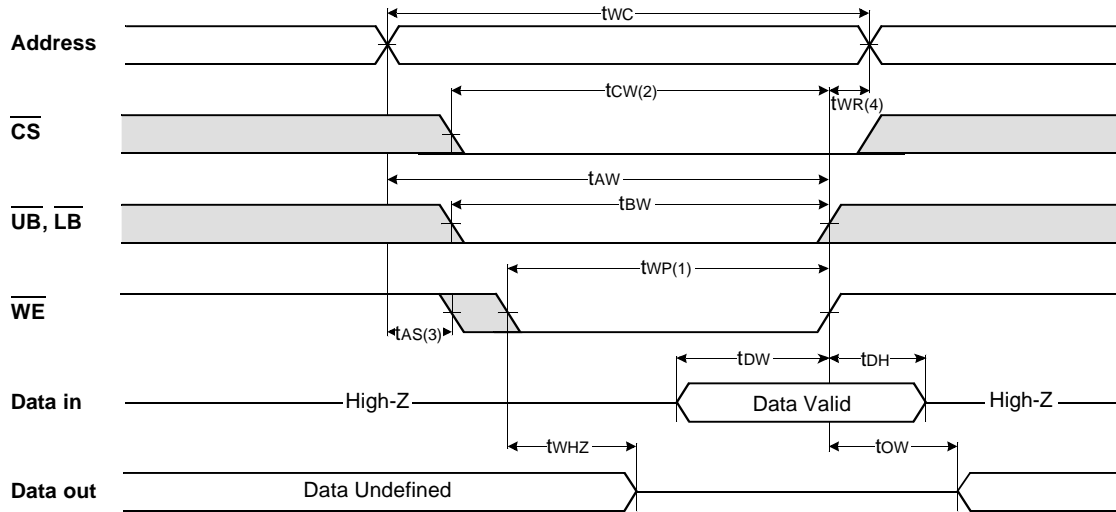 tWC
Address
tCW(2)
tWR(4)
CS
tAW
tBW
UB, LB
tWP(1)
WE
tAS(3)
tDW
tDH
Data in
High-Z
Data Valid
High-Z
tWHZ
tOW
Data out
Data Undefined